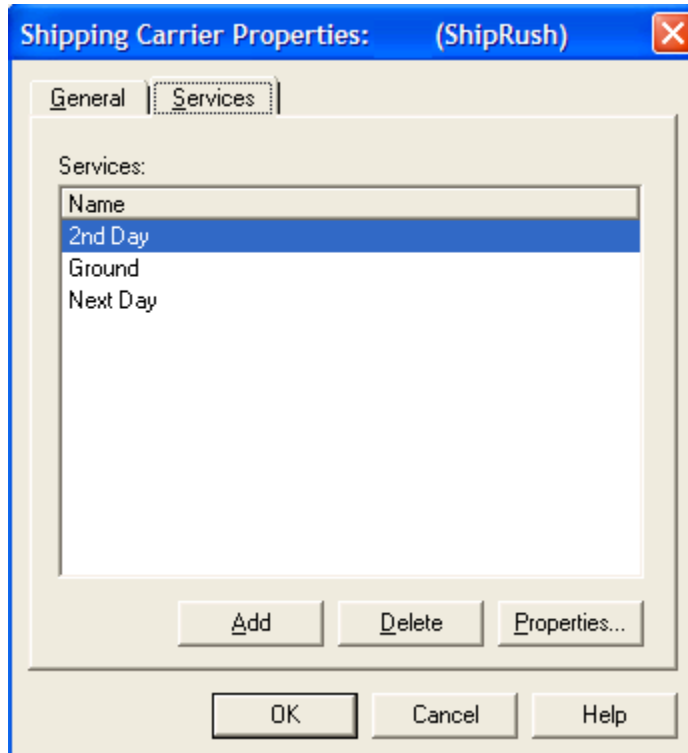 Shipping Carrier Properties: (ShipRush)
General Services
Services:
Name
2nd Day
Ground
Next Day
Add Delete Properties...
OK Cancel Help